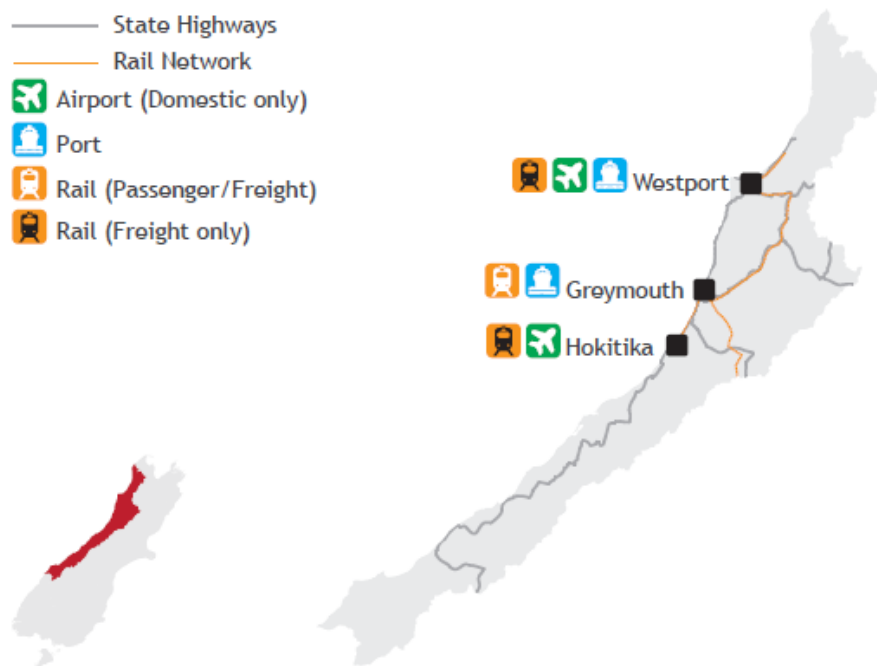 State Highways
Rail Network
Airport (Domestic only)
Port
Rail (Passenger/Freight)
Rail (Freight only)
Westport
Greymouth
Hokitika